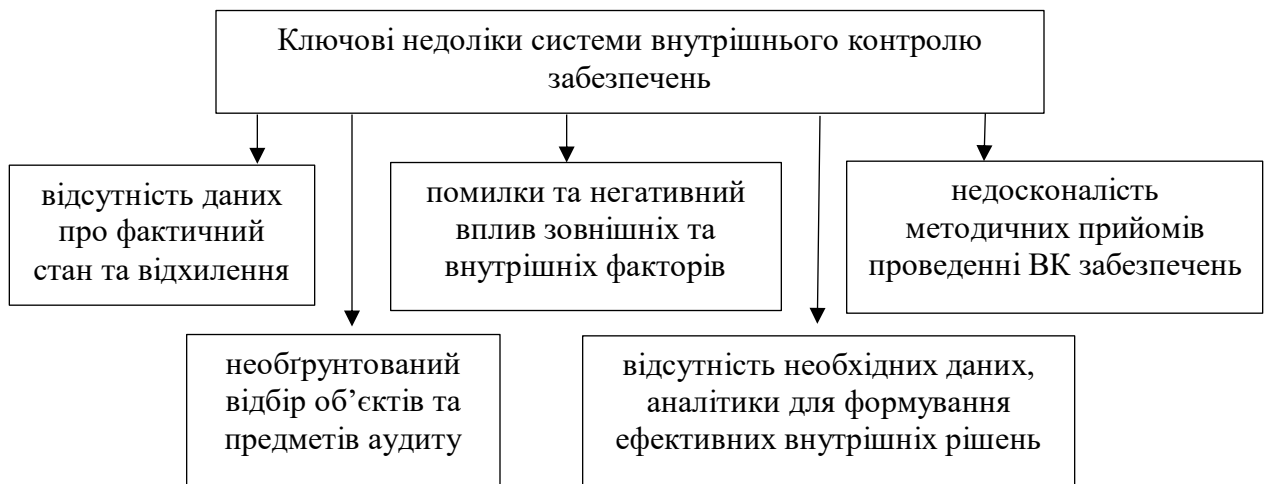 Ключові недоліки системи внутрішнього контролю
забезпечень
відсутність даних
про фактичний
стан та відхилення
помилки та негативний
вплив зовнішніх та
внутрішніх факторів
недосконалість
методичних прийомів
проведенні ВК забезпечень
необґрунтований
відбір об’єктів та
предметів аудиту
відсутність необхідних даних,
аналітики для формування
ефективних внутрішніх рішень